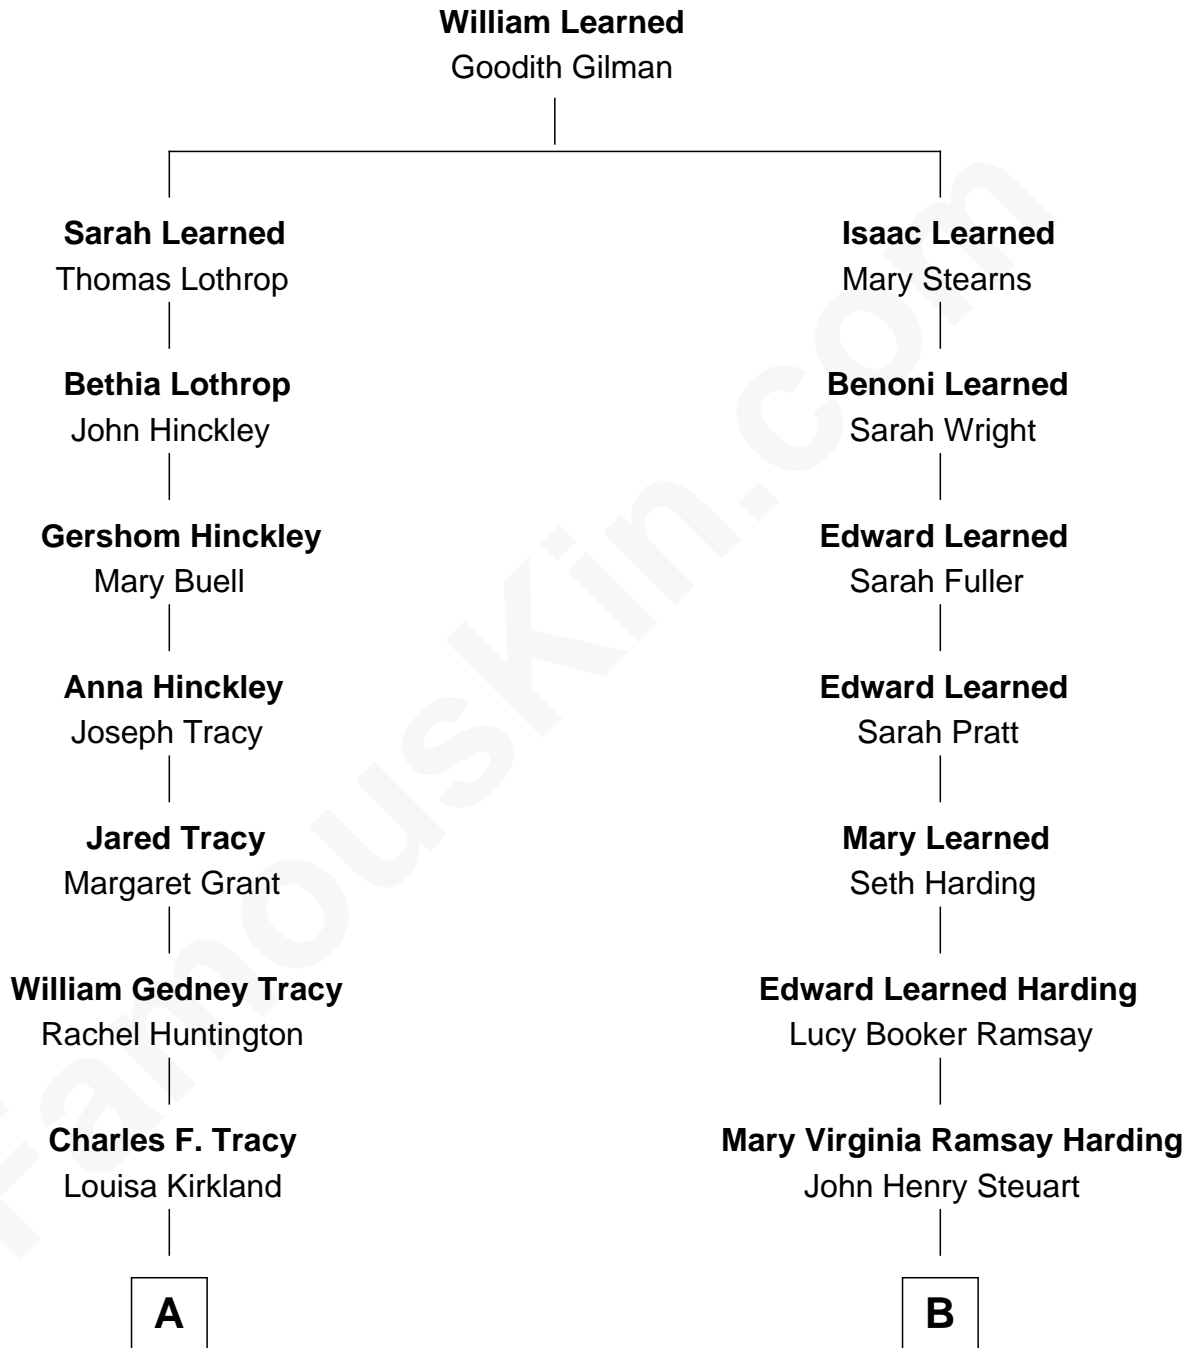 William Learned
Goodith Gilman
Sarah Learned
Thomas Lothrop
Isaac Learned
Mary Stearns
Bethia Lothrop
John Hinckley
Benoni Learned
Sarah Wright
Gershom Hinckley
Mary Buell
Edward Learned
Sarah Fuller
Anna Hinckley
Joseph Tracy
Edward Learned
Sarah Pratt
Jared Tracy
Margaret Grant
Mary Learned
Seth Harding
William Gedney Tracy
Rachel Huntington
Edward Learned Harding
Lucy Booker Ramsay
Charles F. Tracy
Louisa Kirkland
Mary Virginia Ramsay Harding
John Henry Steuart
A
B
FamousKin.com